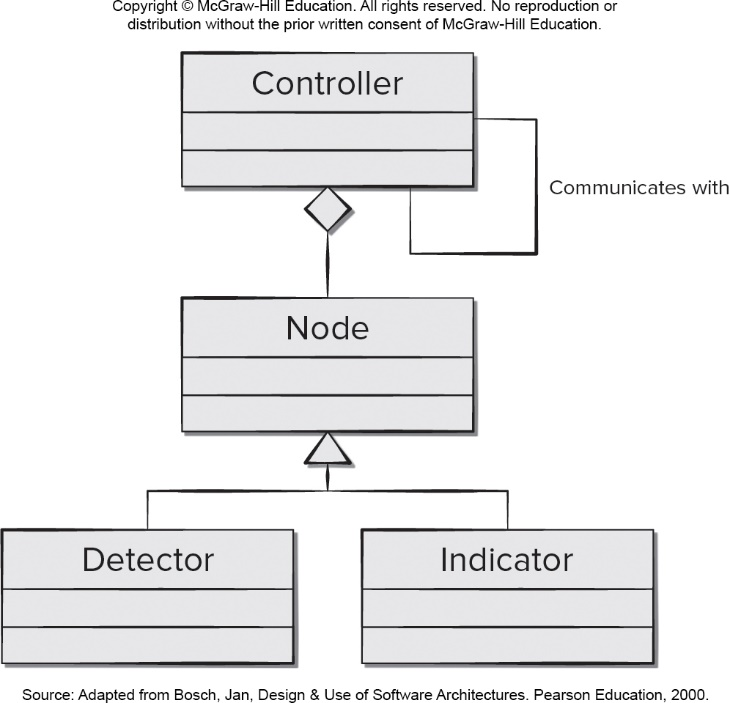 Copyright © McGraw-Hill Education. All rights reserved. No reproduction or
distribution without the prior written consent of McGraw-Hill Education.
Controller
Communicates with
Node
Detector
Indicator
Source: Adapted from Bosch, Jan, Design & Use of Software Architectures. Pearson Education, 2000.